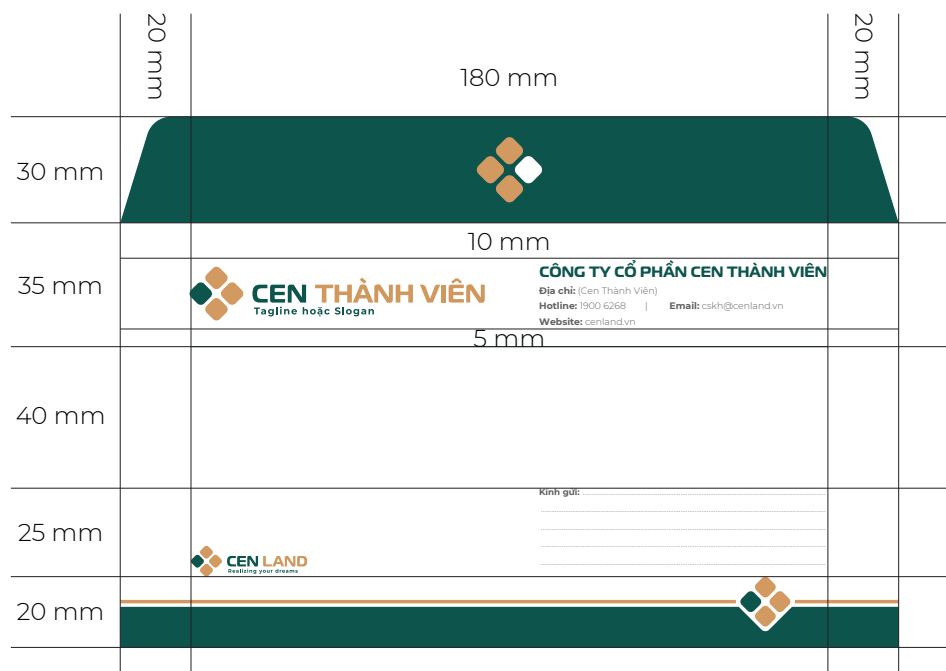 20 mm
20 mm
180 mm
30 mm
10 mm
35 mm
CEN THÀNH VIÊN
Tagline hoặc Slogan
CÔNG TY CỔ PHẦN CEN THÀNH VIÊN
Địa chỉ: (Cen Thành Viên)
Hotline: 1900 6268 | Email: cskh@cenland.vn
Website: cenland.vn
5 mm
40 mm
Kính gửi:
25 mm
CEN LAND
Realizing your dreams
20 mm